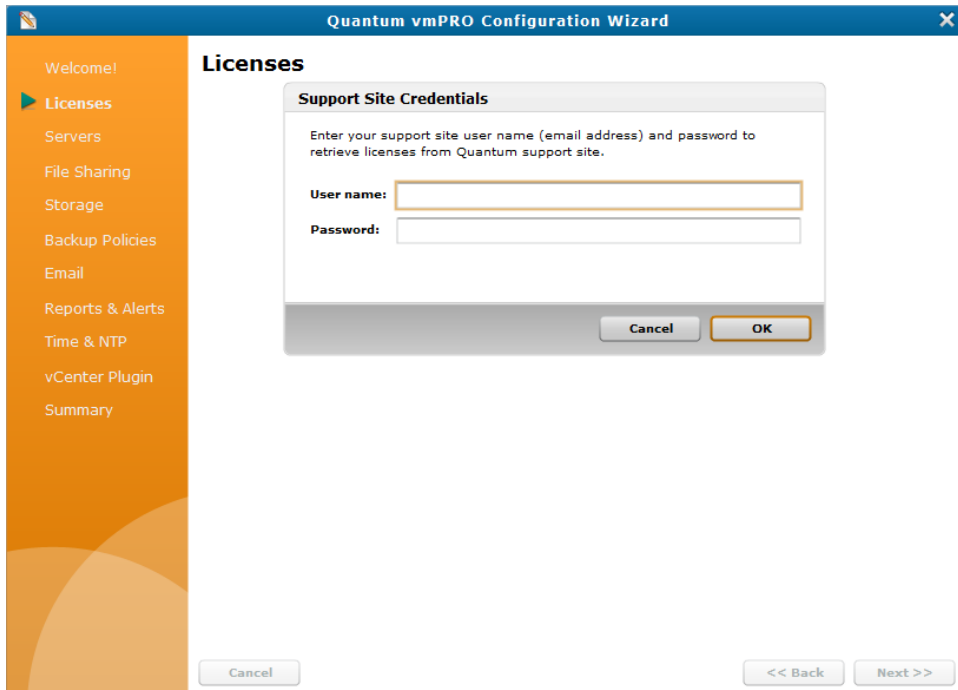 Quantum vmPRO Configuration Wizard
Welcome!
Licenses
Servers
File Sharing
Storage
Backup Policies
Email
Reports & Alerts
Time & NTP
vCenter Plugin
Summary
Licenses
Support Site Credentials
Enter your support site user name (email address) and password to
retrieve licenses from Quantum support site.
User name:
Password:
Cancel OK
Cancel << Back Next >>